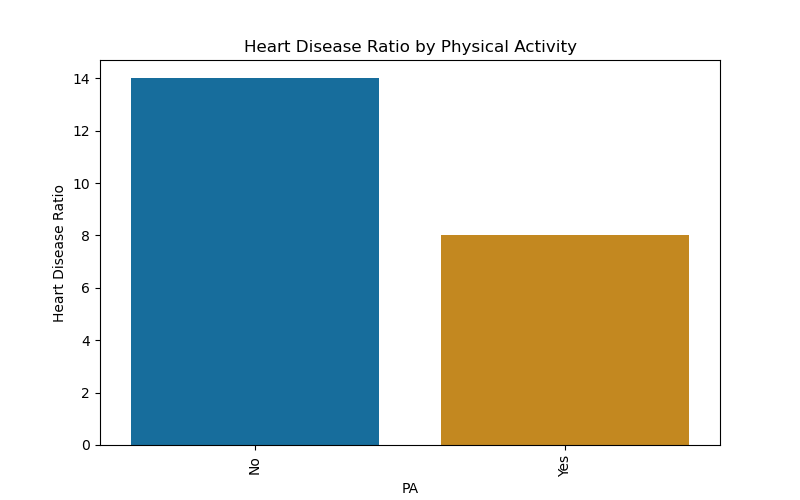 Heart Disease Ratio by Physical Activity
Heart Disease Ratio
14
12
10
8
6
4
2
0
No
Yes
PA